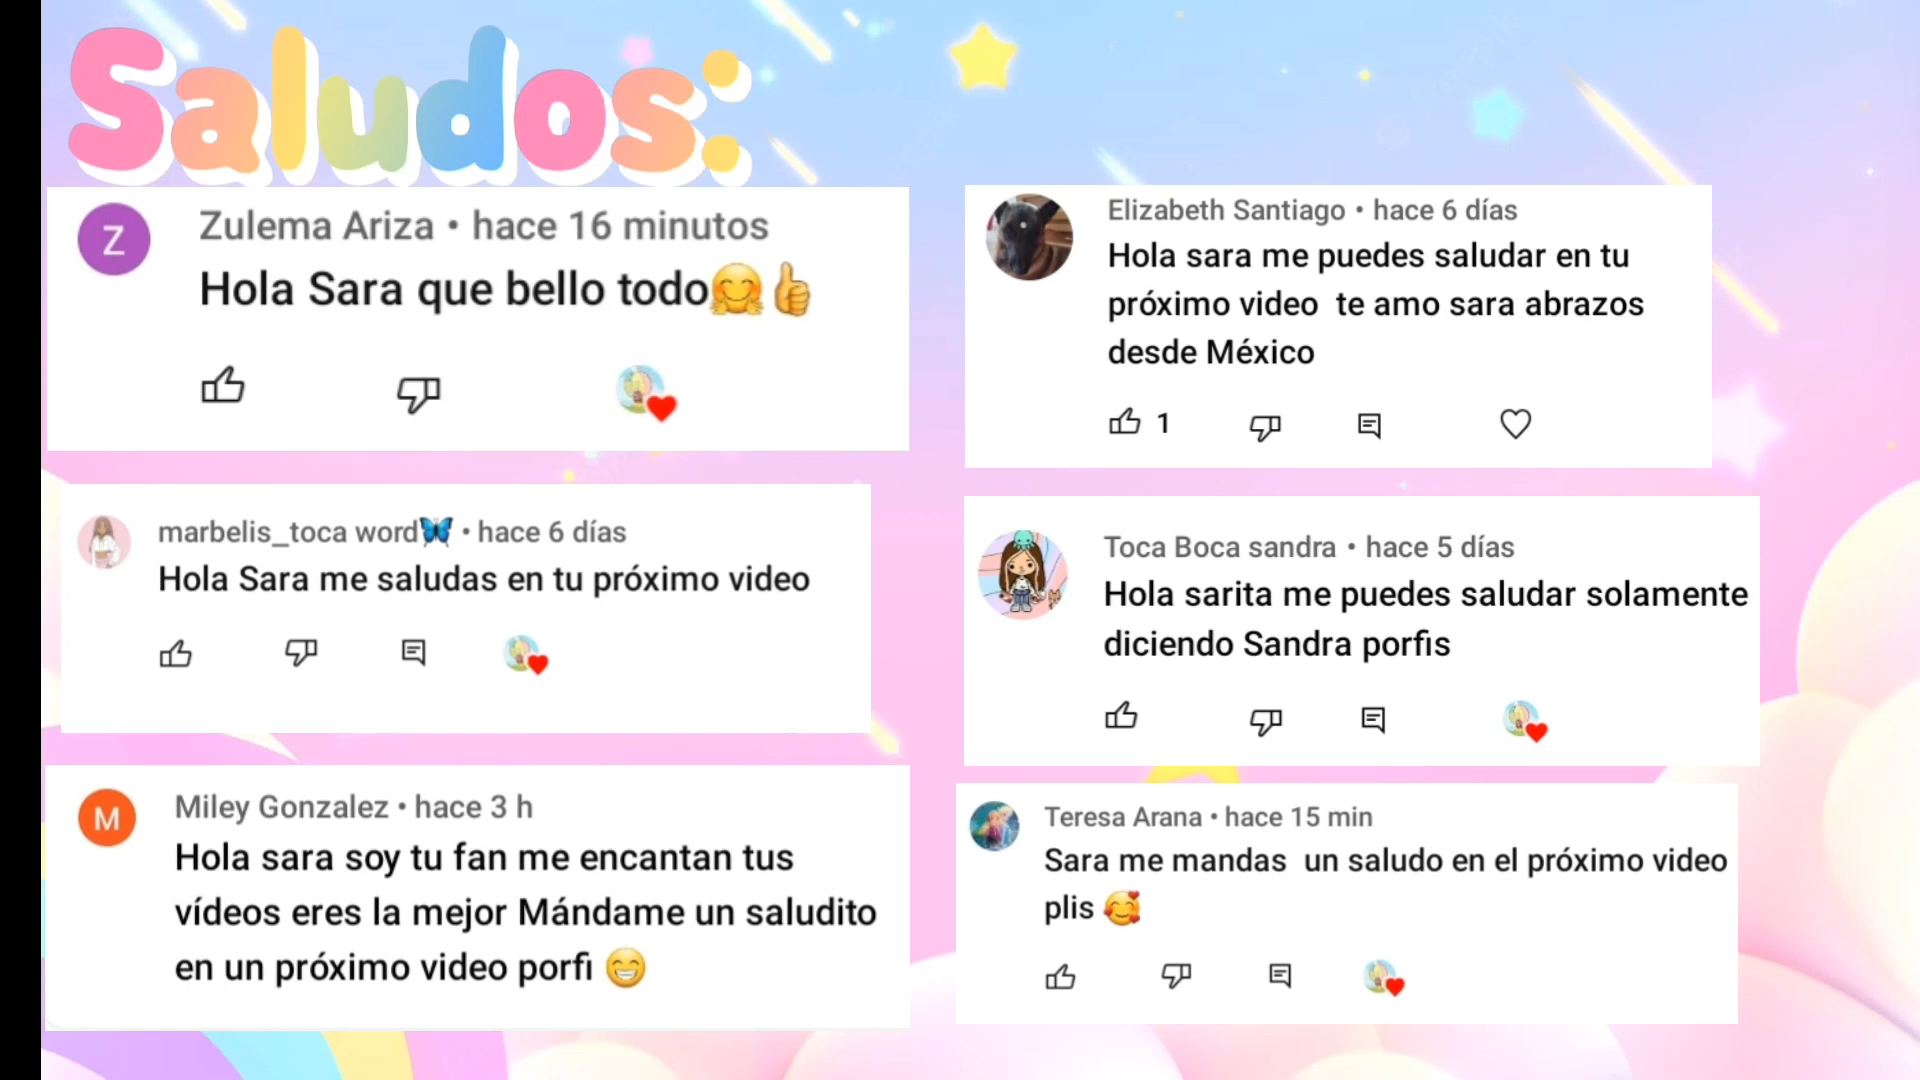 Saludos:
Z
Zulema Ariza • hace 16 minutos
Hola Sara que bello todo🤗👍
Elizabeth Santiago • hace 6 días
Hola sara me puedes saludar en tu
próximo video  te amo sara abrazos
desde México
1
marbelis_toca word🦋 • hace 6 días
Hola Sara me saludas en tu próximo video
Toca Boca sandra • hace 5 días
Hola sarita me puedes saludar solamente
diciendo Sandra porfis
M
Miley Gonzalez • hace 3 h
Hola sara soy tu fan me encantan tus
vídeos eres la mejor Mándame un saludito
en un próximo video porfi 😁
Teresa Arana • hace 15 min
Sara me mandas  un saludo en el próximo video
plis 🥰